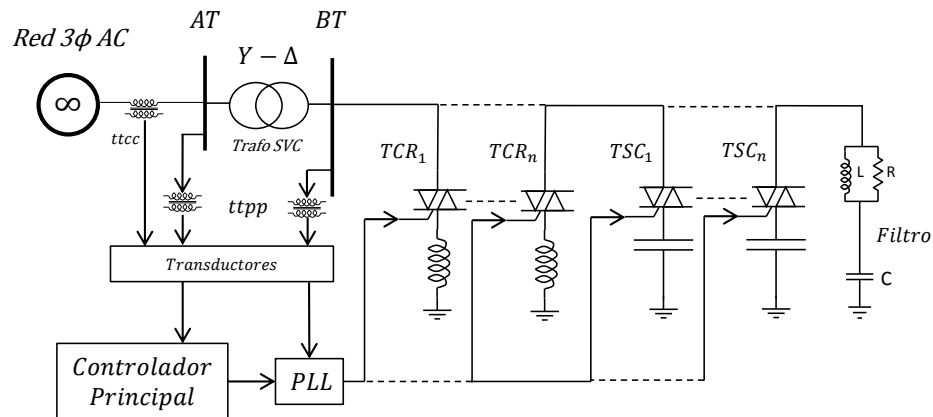 AT
BT
Red 3ϕ AC
Y − Δ
∞
ttcc
Trafo SVC
TCR₁
TCRₙ
TSC₁
TSCₙ
L
R
ttpp
Filtro
Transductores
C
Controlador
Principal
PLL